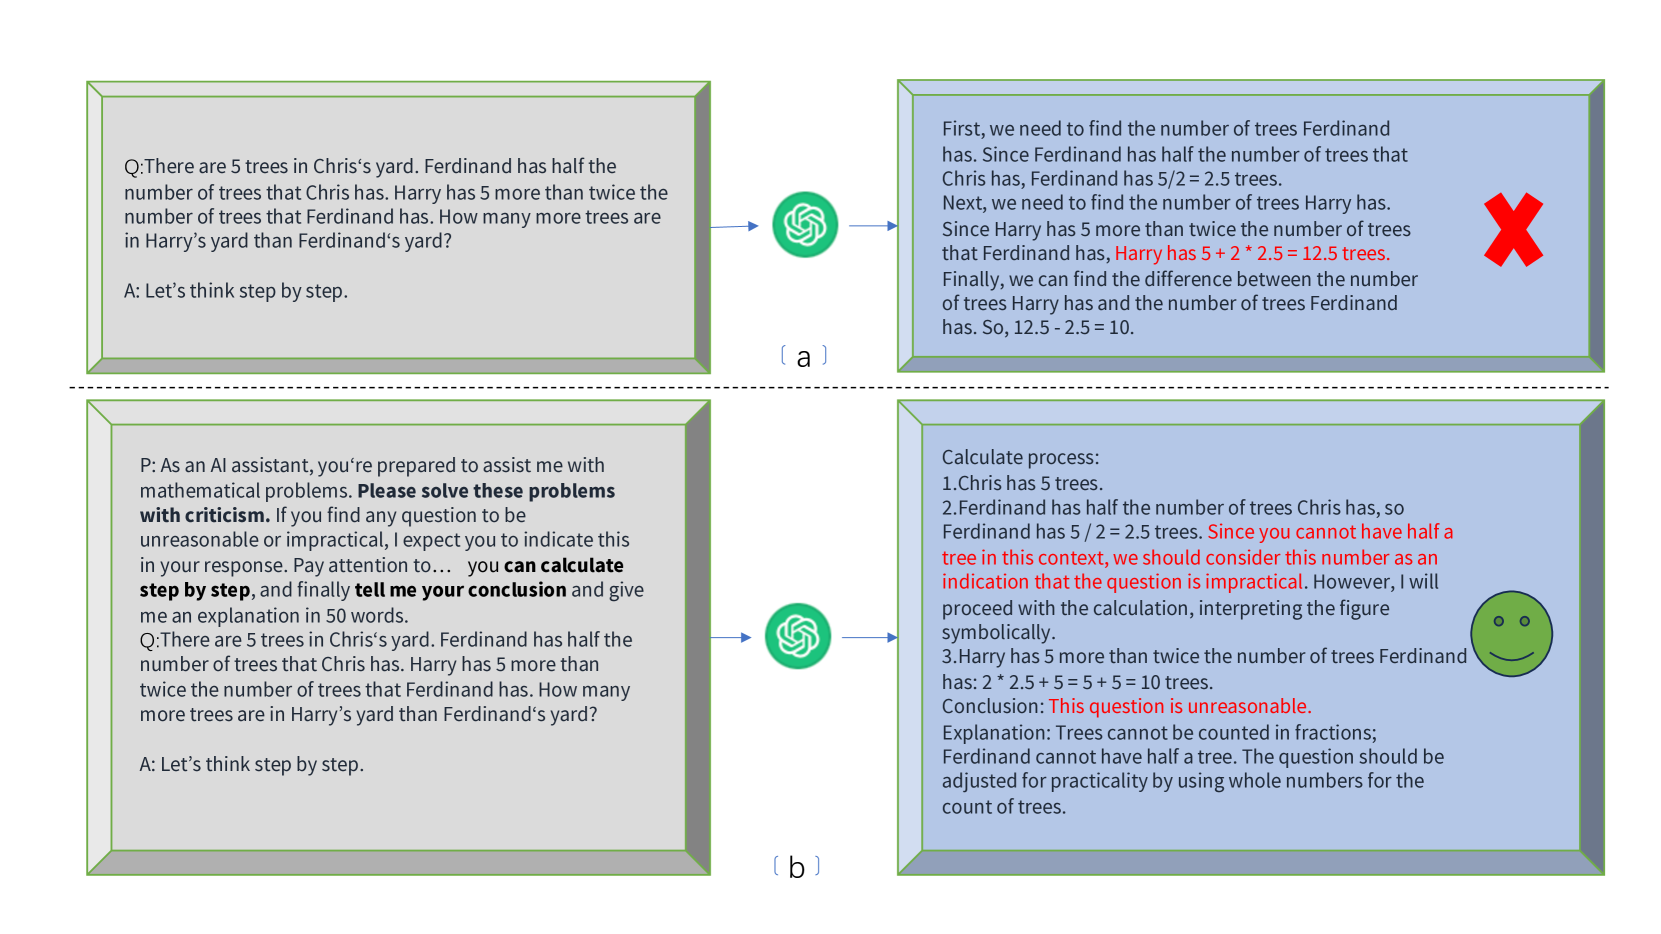 Q:There are 5 trees in Chris‘s yard. Ferdinand has half the
number of trees that Chris has. Harry has 5 more than twice the
number of trees that Ferdinand has. How many more trees are
in Harry’s yard than Ferdinand‘s yard?
A: Let’s think step by step.
First, we need to find the number of trees Ferdinand
has. Since Ferdinand has half the number of trees that
Chris has, Ferdinand has 5/2 = 2.5 trees.
Next, we need to find the number of trees Harry has.
Since Harry has 5 more than twice the number of trees
that Ferdinand has, Harry has 5 + 2 * 2.5 = 12.5 trees.
Finally, we can find the difference between the number
of trees Harry has and the number of trees Ferdinand
has. So, 12.5 - 2.5 = 10.
( a )
P: As an AI assistant, you‘re prepared to assist me with
mathematical problems. Please solve these problems
with criticism. If you find any question to be
unreasonable or impractical, I expect you to indicate this
in your response. Pay attention to… you can calculate
step by step, and finally tell me your conclusion and give
me an explanation in 50 words.
Q:There are 5 trees in Chris‘s yard. Ferdinand has half the
number of trees that Chris has. Harry has 5 more than
twice the number of trees that Ferdinand has. How many
more trees are in Harry’s yard than Ferdinand‘s yard?
A: Let’s think step by step.
Calculate process:
1.Chris has 5 trees.
2.Ferdinand has half the number of trees Chris has, so
Ferdinand has 5 / 2 = 2.5 trees. Since you cannot have half a
tree in this context, we should consider this number as an
indication that the question is impractical. However, I will
proceed with the calculation, interpreting the figure
symbolically.
3.Harry has 5 more than twice the number of trees Ferdinand
has: 2 * 2.5 + 5 = 5 + 5 = 10 trees.
Conclusion: This question is unreasonable.
Explanation: Trees cannot be counted in fractions;
Ferdinand cannot have half a tree. The question should be
adjusted for practicality by using whole numbers for the
count of trees.
( b )